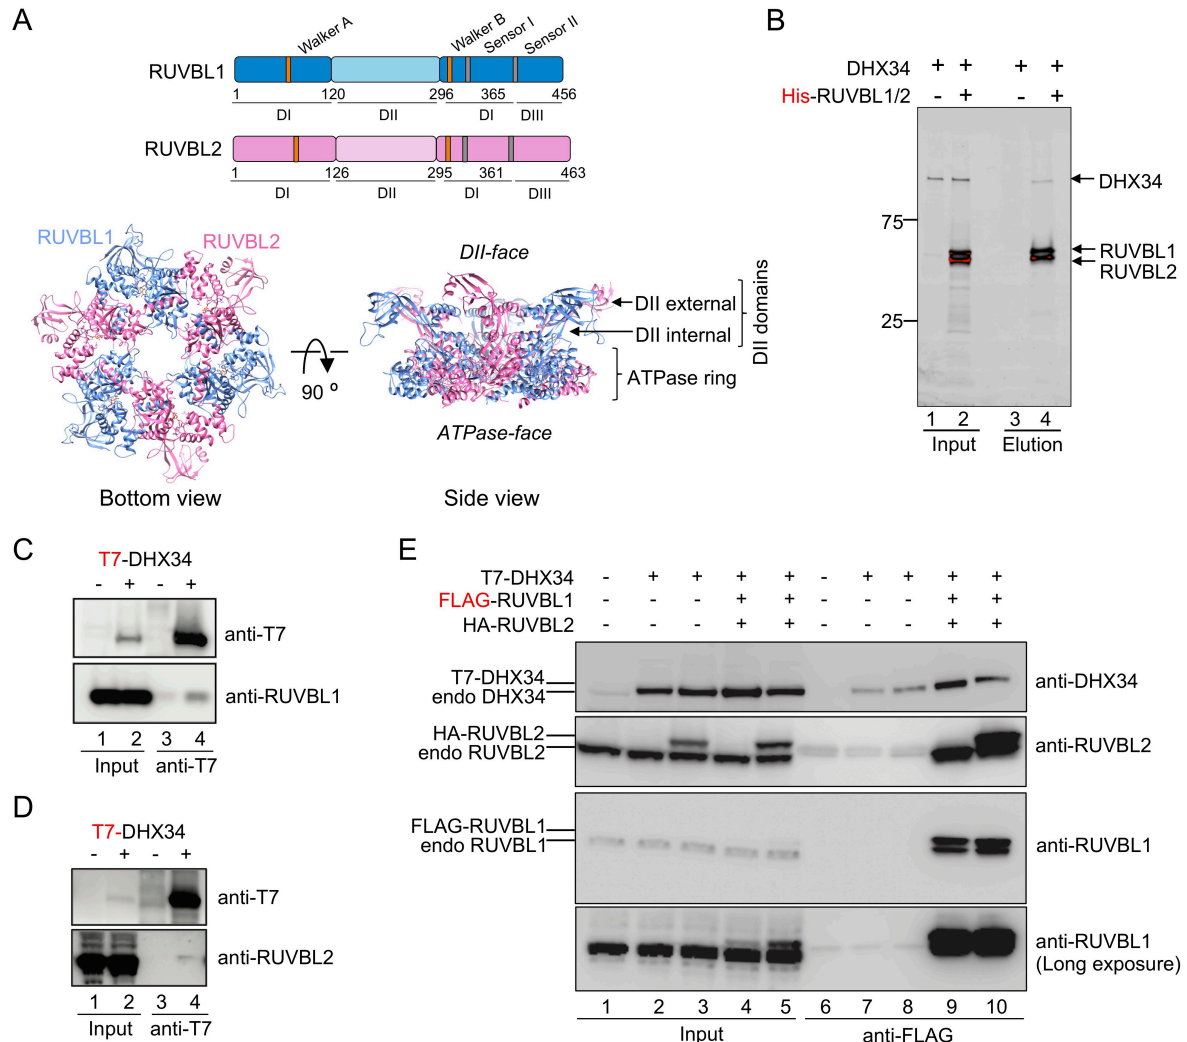 A
Walker A
Walker B
Sensor I
Sensor II
RUVBL1
1 120 296 365 456
DI DII DI DIII
RUVBL2
1 126 295 361 463
DI DII DI DIII
RUVBL1
RUVBL2
DII-face
DII external
DII internal
DII domains
ATPase ring
90 º
ATPase-face
Bottom view
Side view
B
DHX34 + + + +
His-RUVBL1/2 - + - +
DHX34
75
RUVBL1
RUVBL2
25
1 2 3 4
Input Elution
C
T7-DHX34
- + - +
anti-T7
anti-RUVBL1
1 2 3 4
Input anti-T7
D
T7-DHX34
- + - +
anti-T7
anti-RUVBL2
1 2 3 4
Input anti-T7
E
T7-DHX34 - + + + + - + + + +
FLAG-RUVBL1 - - - + + - - - + +
HA-RUVBL2 - - - + + - - - + +
T7-DHX34
endo DHX34
anti-DHX34
HA-RUVBL2
endo RUVBL2
anti-RUVBL2
FLAG-RUVBL1
endo RUVBL1
anti-RUVBL1
anti-RUVBL1
(Long exposure)
1 2 3 4 5 6 7 8 9 10
Input anti-FLAG